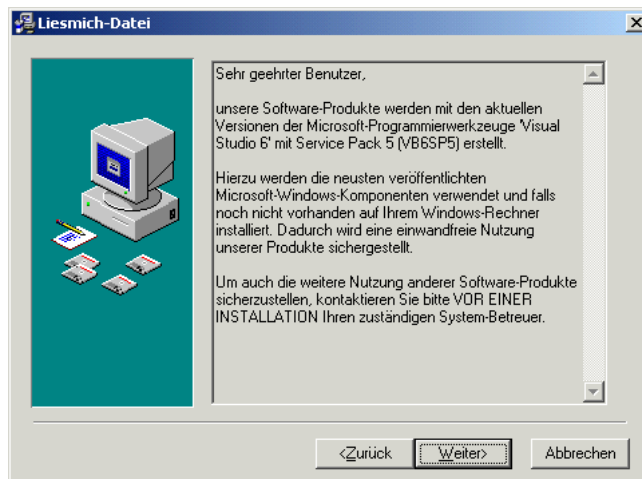 Liesmich-Datei
Sehr geehrter Benutzer,
unsere Software-Produkte werden mit den aktuellen
Versionen der Microsoft-Programmierwerkzeuge 'Visual
Studio 6' mit Service Pack 5 (VB6SP5) erstellt.
Hierzu werden die neusten veröffentlichten
Microsoft-Windows-Komponenten verwendet und falls
noch nicht vorhanden auf Ihrem Windows-Rechner
installiert. Dadurch wird eine einwandfreie Nutzung
unserer Produkte sichergestellt.
Um auch die weitere Nutzung anderer Software-Produkte
sicherzustellen, kontaktieren Sie bitte VOR EINER
INSTALLATION Ihren zuständigen System-Betreuer.
<Zurück Weiter> Abbrechen